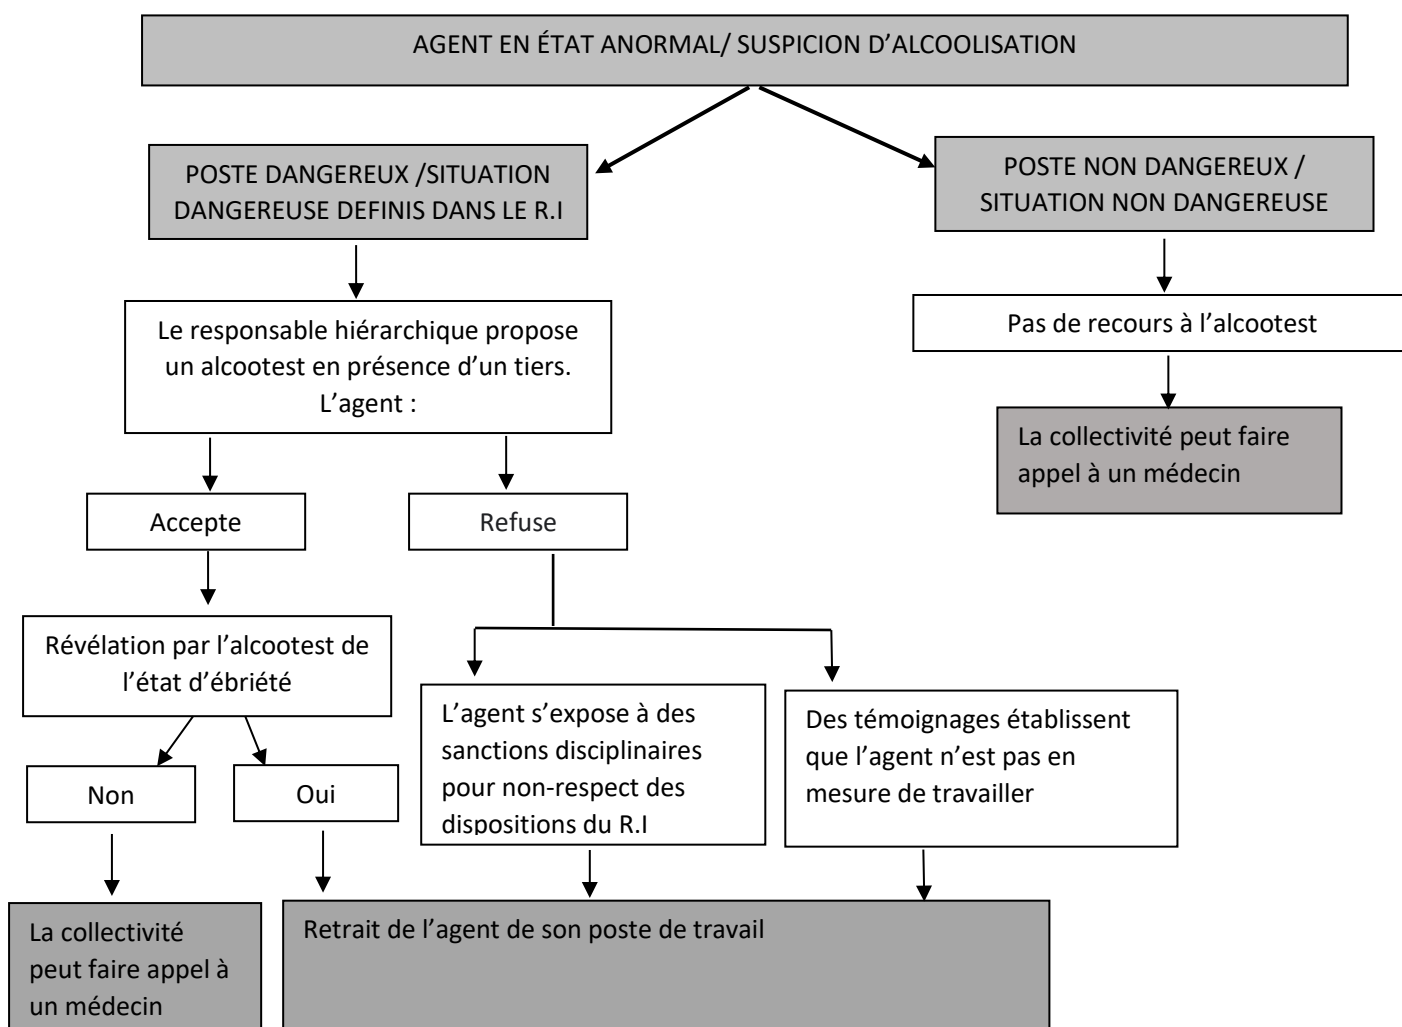 AGENT EN ÉTAT ANORMAL/ SUSPICION D’ALCOOLISATION
POSTE DANGEREUX /SITUATION
DANGEREUSE DEFINIS DANS LE R.I
POSTE NON DANGEREUX /
SITUATION NON DANGEREUSE
Le responsable hiérarchique propose
un alcootest en présence d’un tiers.
L’agent :
Pas de recours à l’alcootest
La collectivité peut faire
appel à un médecin
Accepte
Refuse
Révélation par l’alcootest de
l’état d’ébriété
L’agent s’expose à des
sanctions disciplinaires
pour non-respect des
dispositions du R.I
Des témoignages établissent
que l’agent n’est pas en
mesure de travailler
Non
Oui
La collectivité
peut faire appel à
un médecin
Retrait de l’agent de son poste de travail